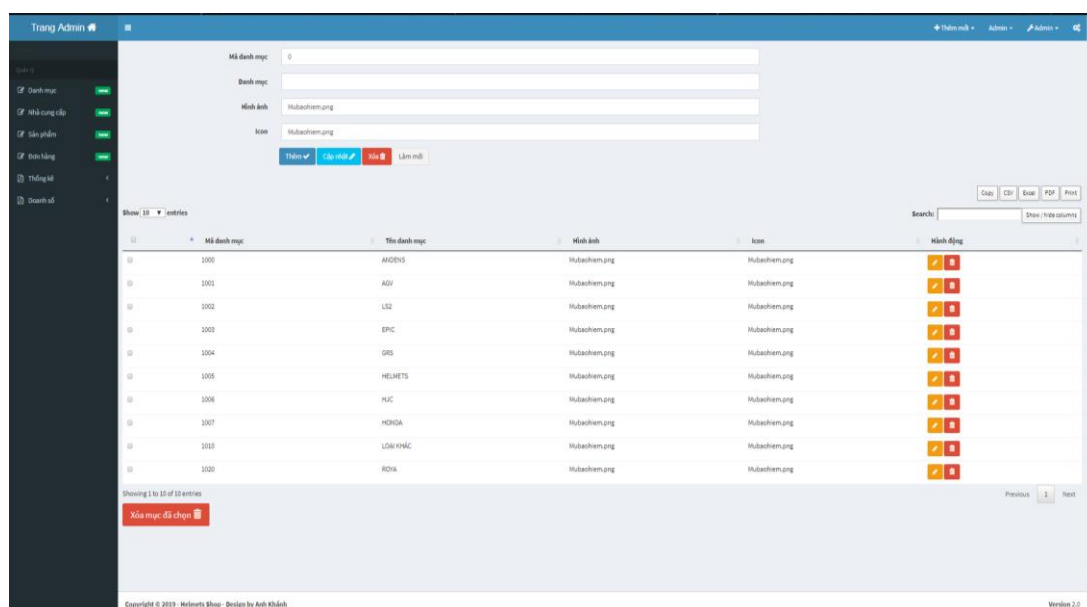 Trang Admin
Thêm mới Admin Admin
Quản lý
Danh mục new
Nhà cung cấp new
Sản phẩm new
Đơn hàng new
Thống kê
Doanh số
Mã danh mục 0
Danh mục
Hình ảnh Mubaohiem.png
Icon Mubaohiem.png
Thêm Cập nhật Xóa Làm mới
Copy CSV Excel PDF Print
Show 10 entries
Search:
Show / hide columns
Mã danh mục Tên danh mục Hình ảnh Icon Hành động
1000 ANDENS Mubaohiem.png Mubaohiem.png
1001 AGV Mubaohiem.png Mubaohiem.png
1002 LS2 Mubaohiem.png Mubaohiem.png
1003 EPIC Mubaohiem.png Mubaohiem.png
1004 GRS Mubaohiem.png Mubaohiem.png
1005 HELMETS Mubaohiem.png Mubaohiem.png
1006 HJC Mubaohiem.png Mubaohiem.png
1007 HONDA Mubaohiem.png Mubaohiem.png
1010 LOẠI KHÁC Mubaohiem.png Mubaohiem.png
1020 ROYA Mubaohiem.png Mubaohiem.png
Showing 1 to 10 of 10 entries
Previous 1 Next
Xóa mục đã chọn
Copyright © 2019 - Helmets Shop - Design by Anh Khánh
Version 2.0